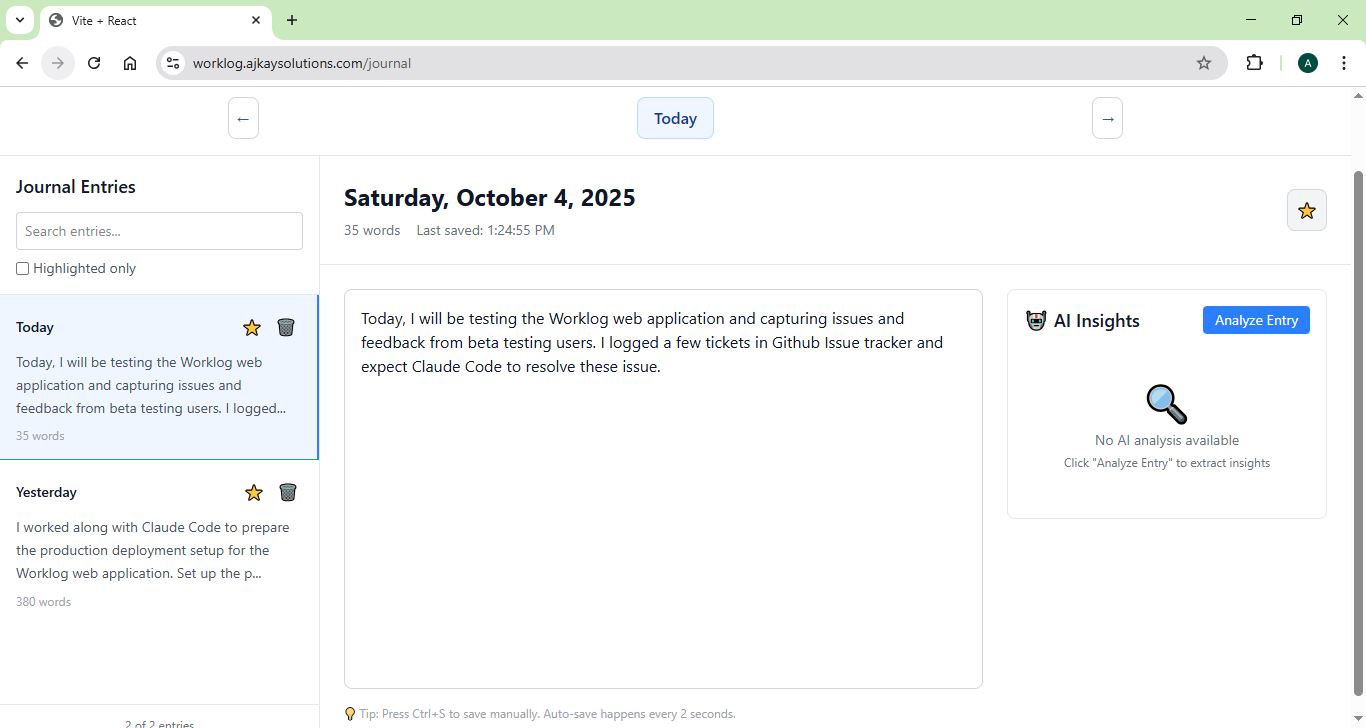 Vite + React
worklog.ajkaysolutions.com/journal
A
←
Today
→
Journal Entries
Search entries...
Highlighted only
Today
Today, I will be testing the Worklog web
application and capturing issues and
feedback from beta testing users. I logged...
35 words
Yesterday
I worked along with Claude Code to prepare
the production deployment setup for the
Worklog web application. Set up the p...
380 words
2 of 2 entries
Saturday, October 4, 2025
35 words Last saved: 1:24:55 PM
Today, I will be testing the Worklog web application and capturing issues and
feedback from beta testing users. I logged a few tickets in Github Issue tracker and
expect Claude Code to resolve these issue.
Tip: Press Ctrl+S to save manually. Auto-save happens every 2 seconds.
AI Insights
Analyze Entry
No AI analysis available
Click "Analyze Entry" to extract insights